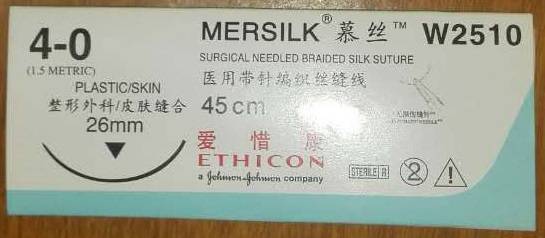 4-0
(1.5 METRIC)
PLASTIC/SKIN
整形外科/皮肤缝合
26mm
MERSILK® 慕丝™ W2510
SURGICAL NEEDLED BRAIDED SILK SUTURE
医用带针编织丝缝线
45cm
爱惜康
ETHICON
a Johnson-Johnson company
STERILE R
2
!